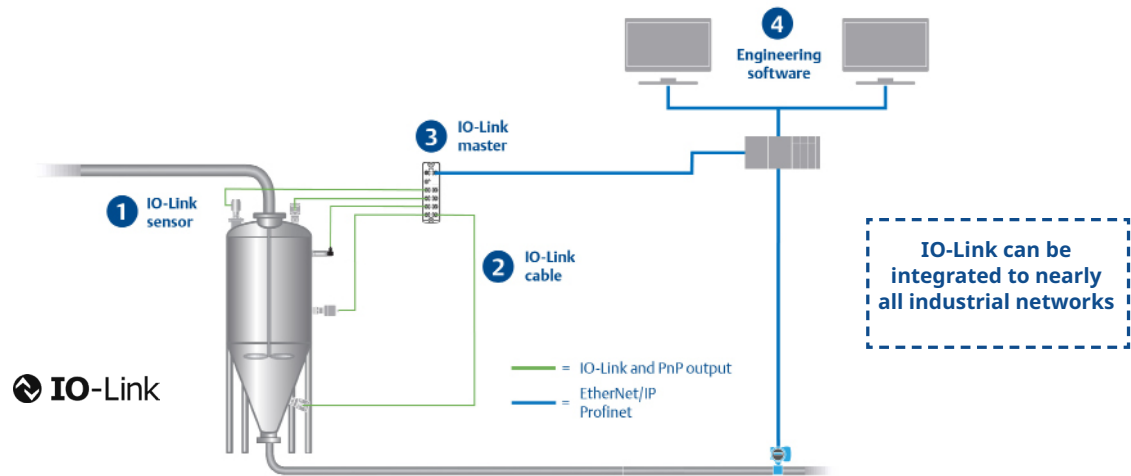 4
Engineering
software
3
IO-Link
master
1
IO-Link
sensor
2
IO-Link
cable
IO-Link can be
integrated to nearly
all industrial networks
= IO-Link and PnP output
= EtherNet/IP
Profinet
IO-Link